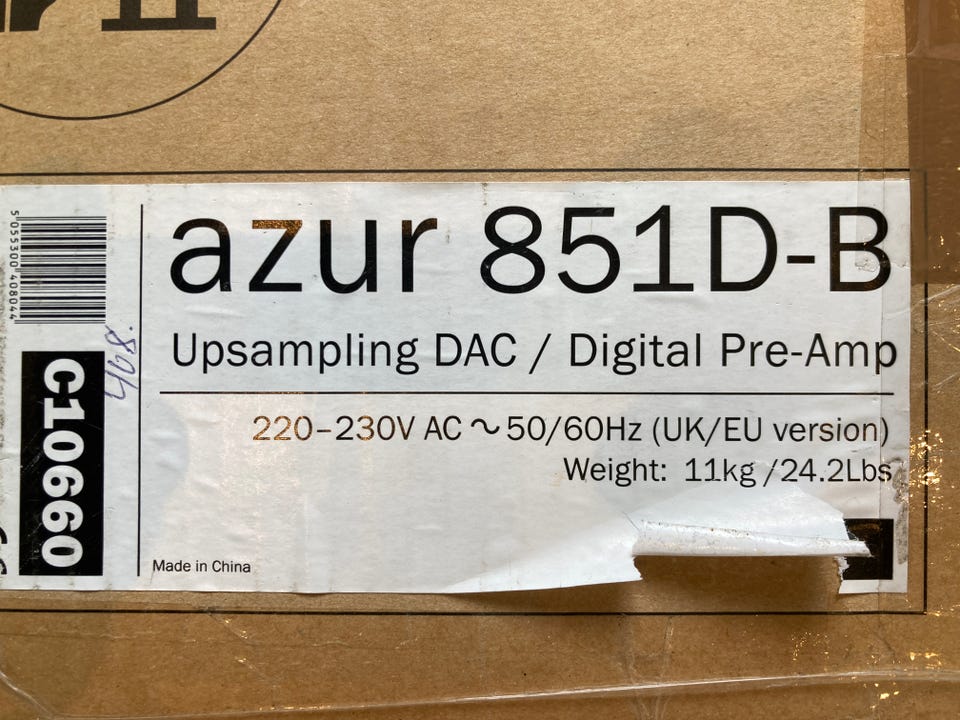 azur 851D-B
Upsampling DAC / Digital Pre-Amp
220–230V AC ~ 50/60Hz (UK/EU version)
Weight: 11kg /24.2Lbs
Made in China
5 055300 408044
468.
C10660